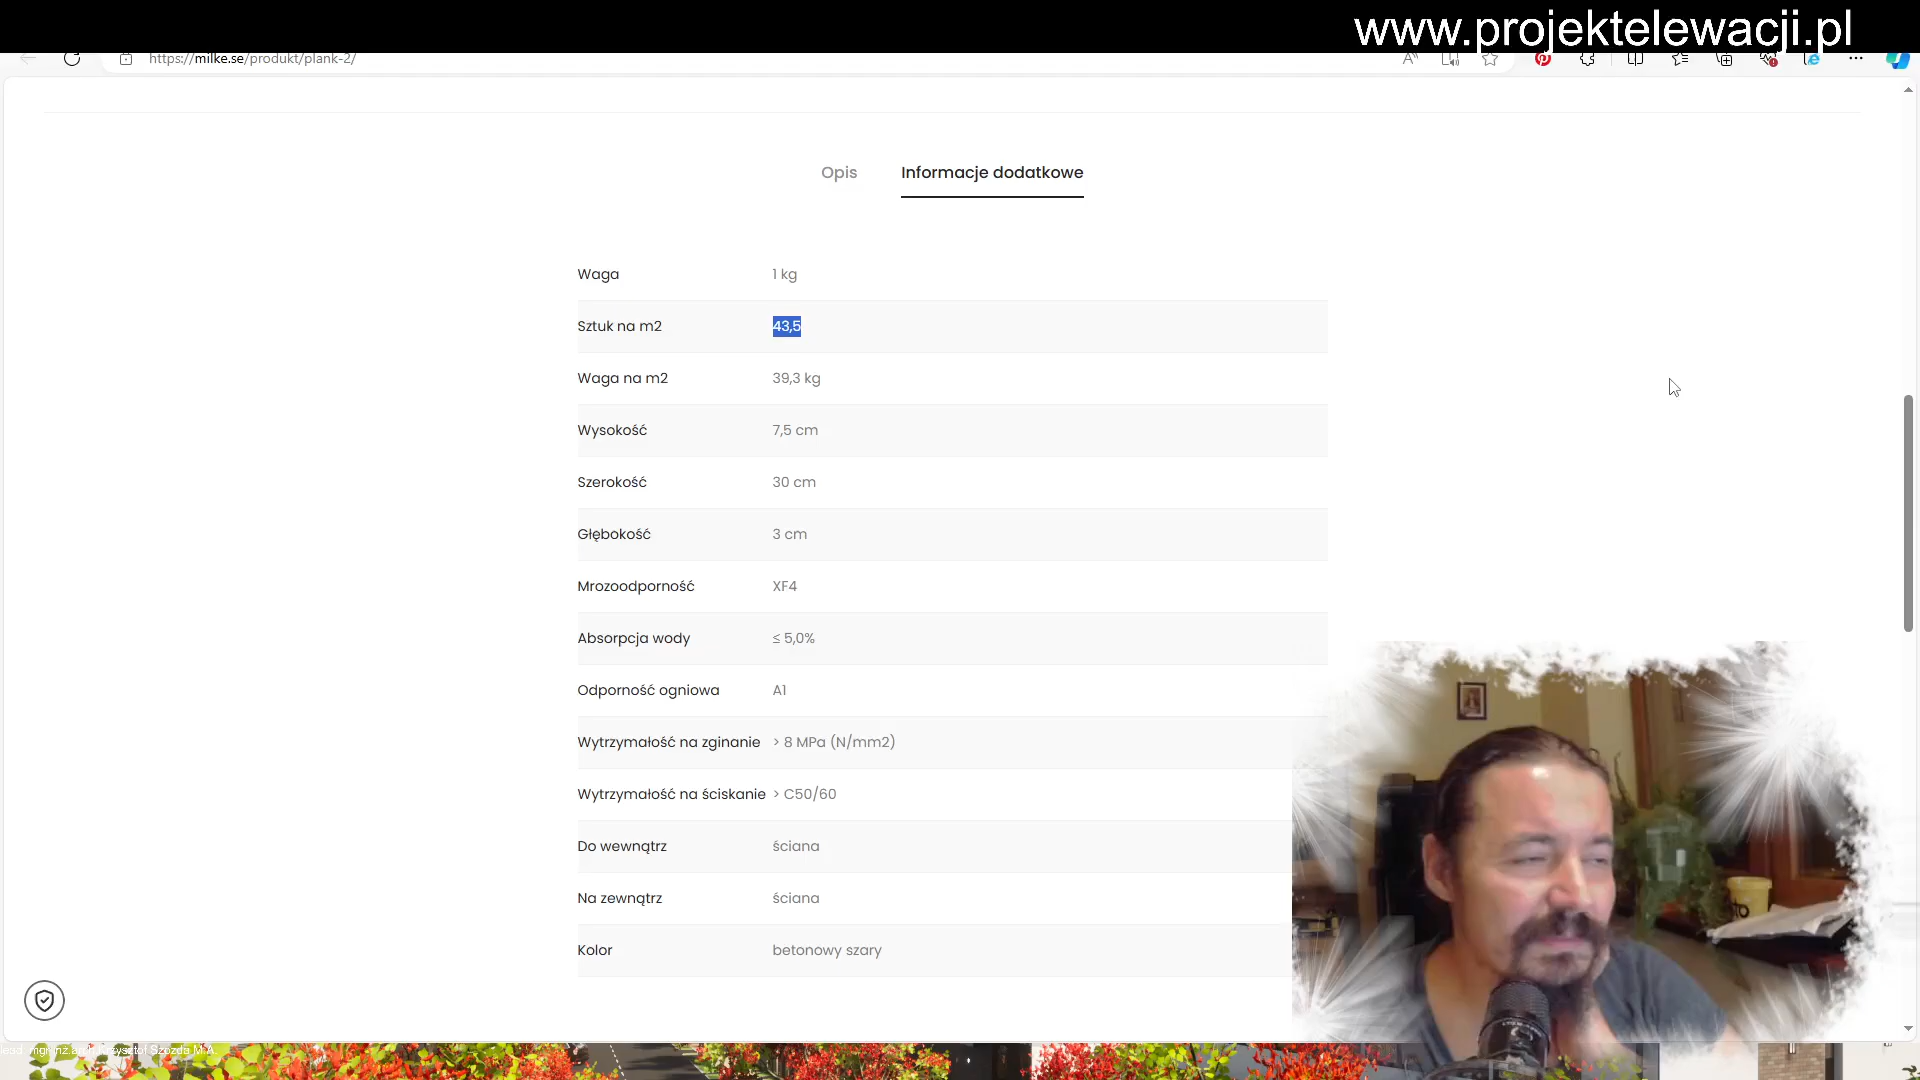 www.projektelewacji.pl
https://milke.se/produkt/plank-2/
Opis
Informacje dodatkowe
Waga 1 kg
Sztuk na m2 43,5
Waga na m2 39,3 kg
Wysokość 7,5 cm
Szerokość 30 cm
Głębokość 3 cm
Mrozoodporność XF4
Absorpcja wody ≤ 5,0%
Odporność ogniowa A1
Wytrzymałość na zginanie > 8 MPa (N/mm2)
Wytrzymałość na ściskanie > C50/60
Do wewnątrz ściana
Na zewnątrz ściana
Kolor betonowy szary
Krzysztof Szozda M.A.